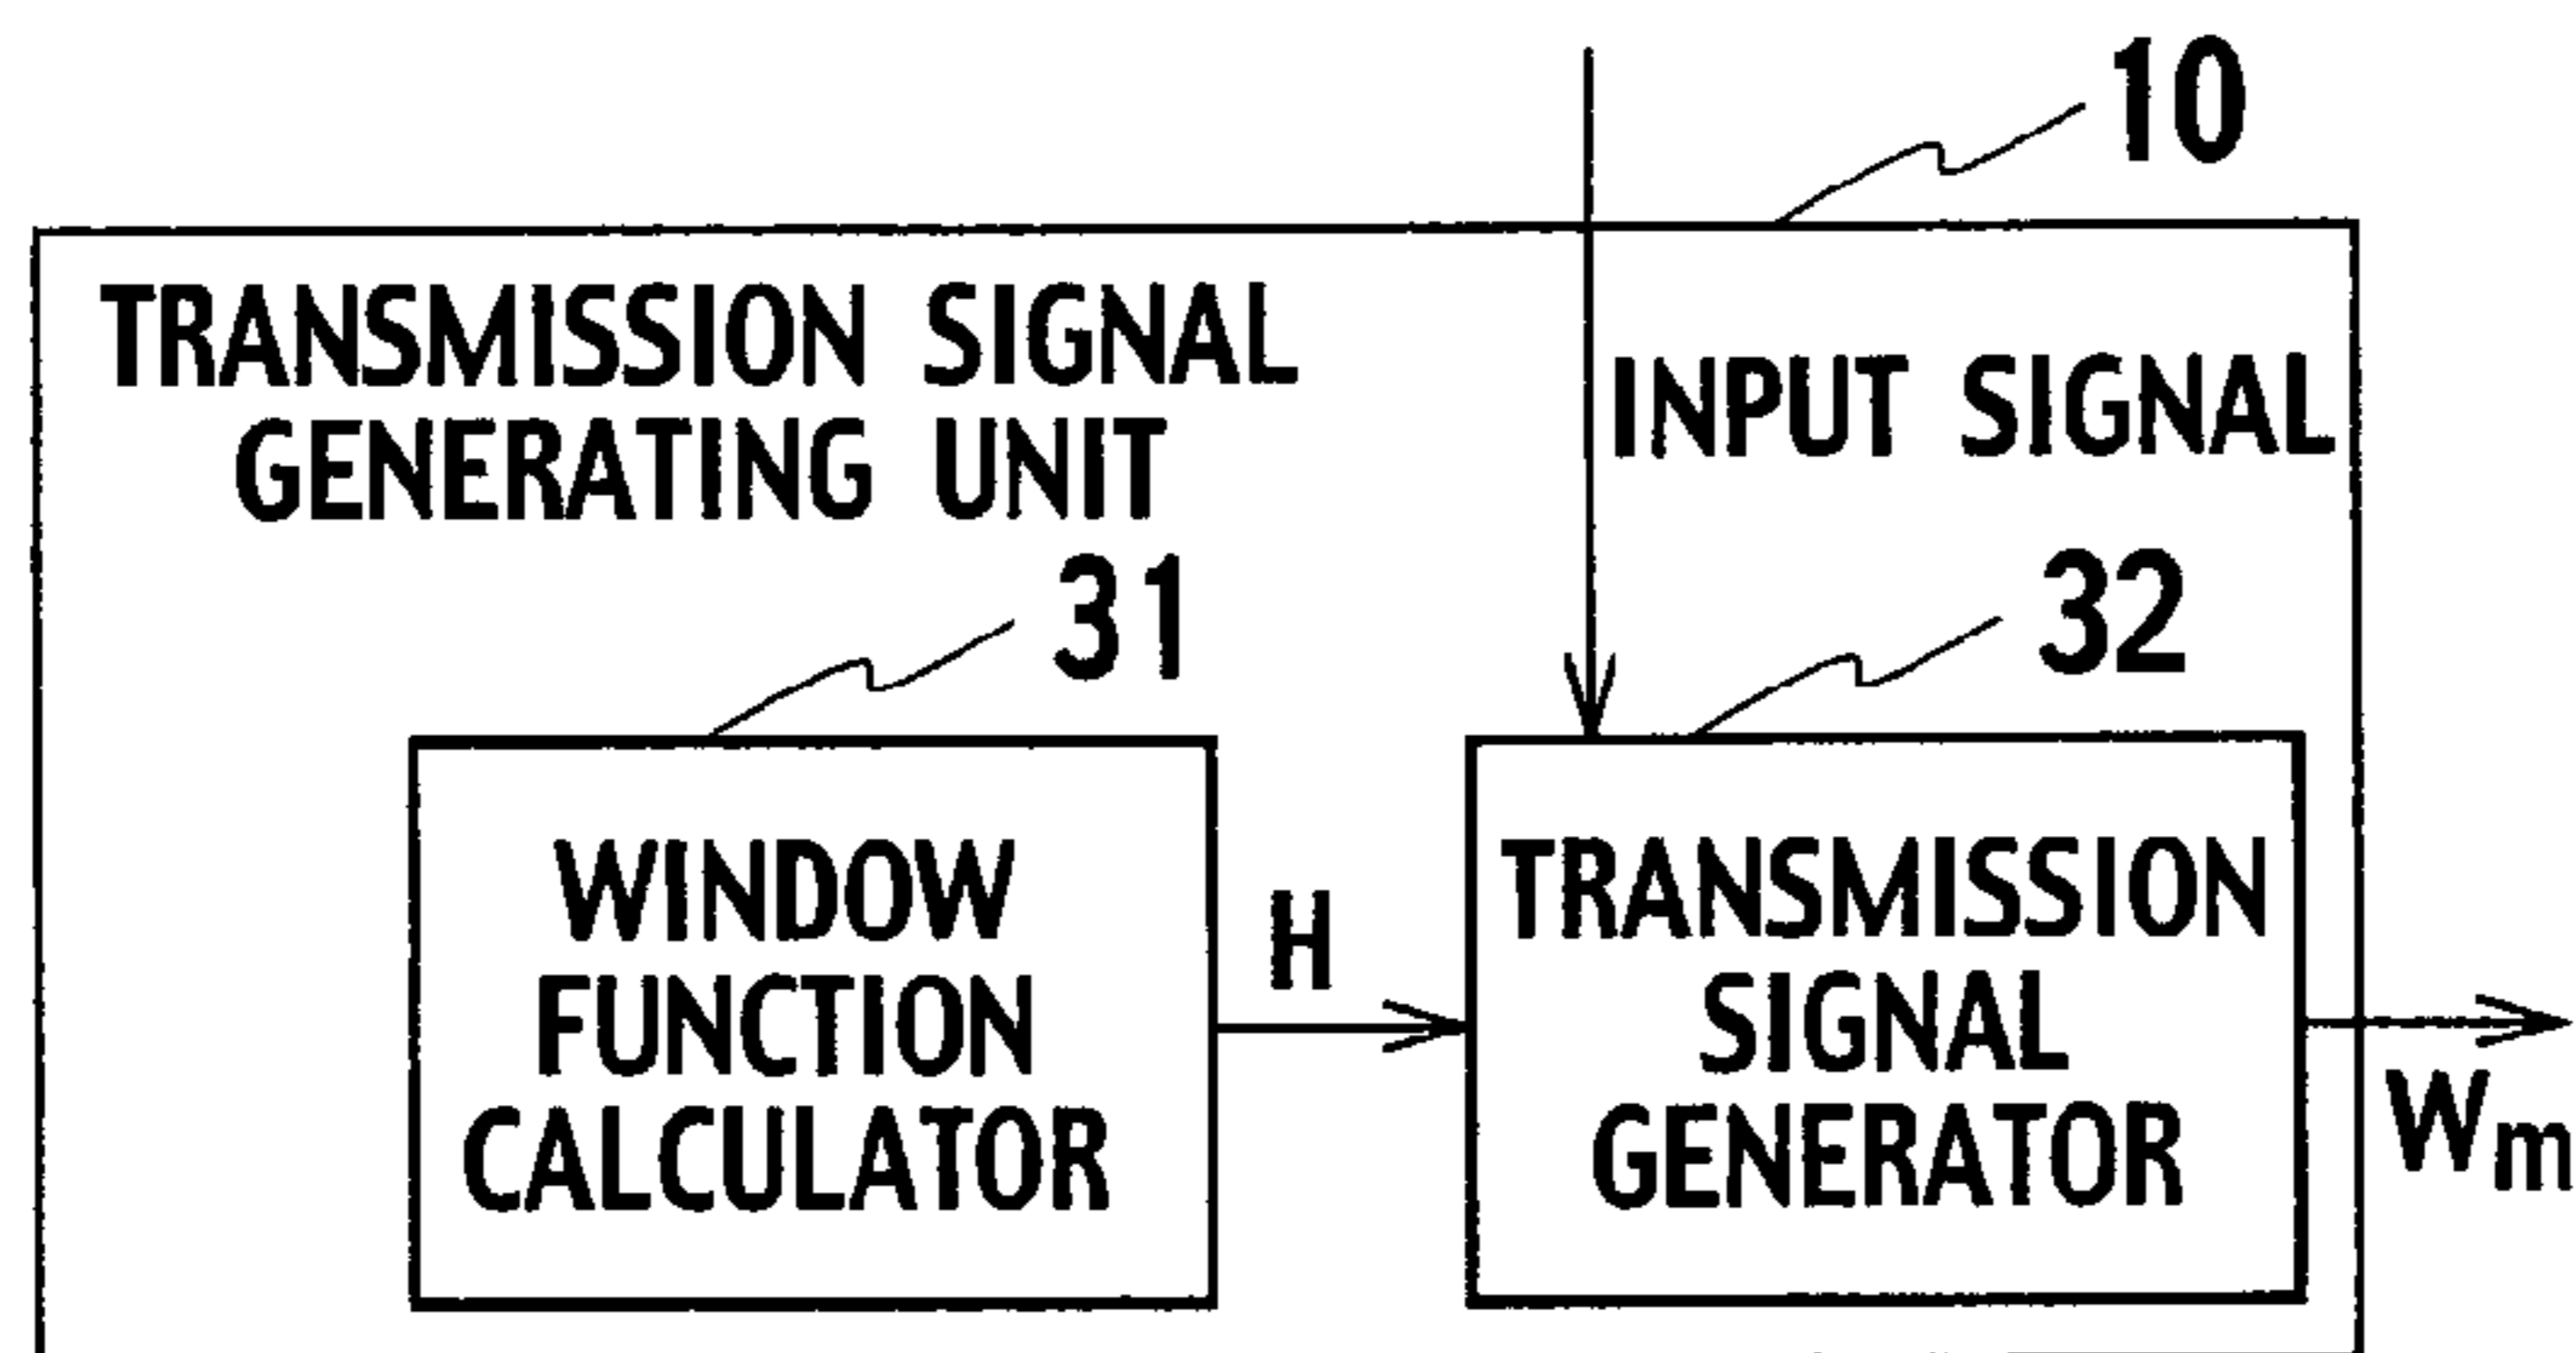 10
TRANSMISSION SIGNAL
GENERATING UNIT
INPUT SIGNAL
31
32
WINDOW
FUNCTION
CALCULATOR
H
TRANSMISSION
SIGNAL
GENERATOR
Wm